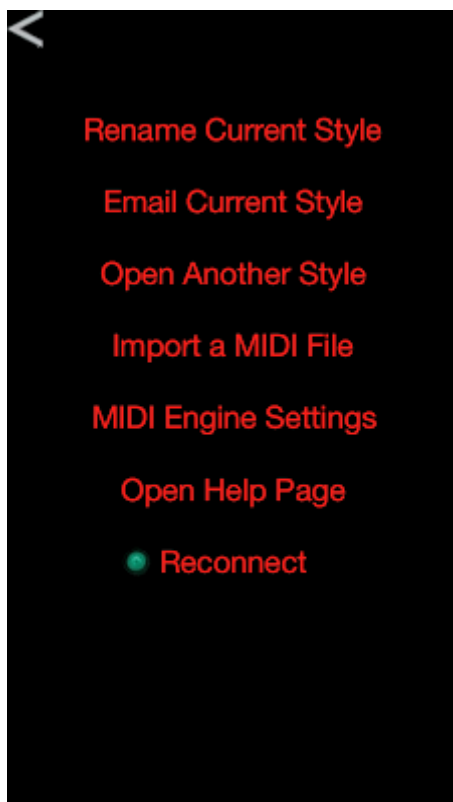 Rename Current Style
Email Current Style
Open Another Style
Import a MIDI File
MIDI Engine Settings
Open Help Page
Reconnect